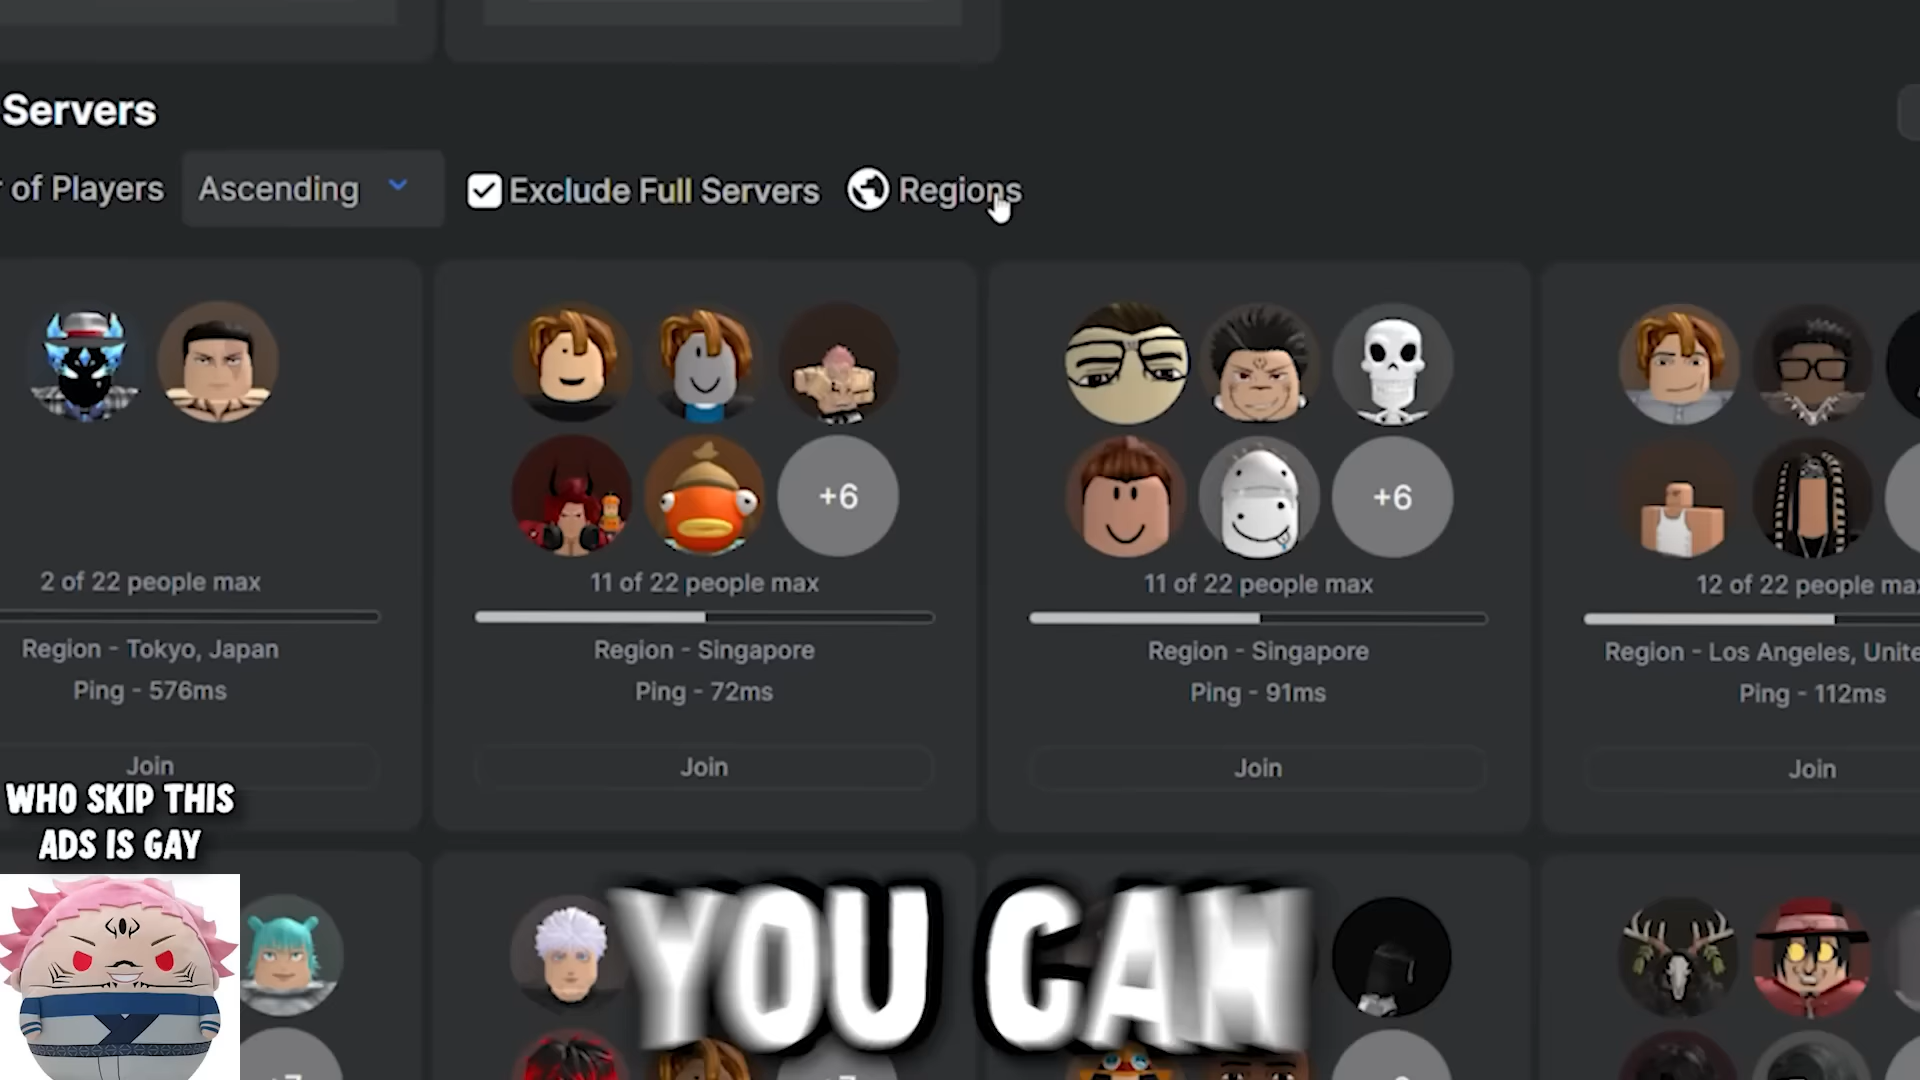 Servers
of Players
Ascending
Exclude Full Servers
Regions
+6
+6
2 of 22 people max
11 of 22 people max
11 of 22 people max
12 of 22 people
Region - Tokyo, Japan
Region - Singapore
Region - Singapore
Region - Los Angeles,
Ping - 576ms
Ping - 72ms
Ping - 91ms
Ping - 112ms
Join
Join
Join
Join
WHO SKIP THIS
ADS IS GAY
YOU CAN